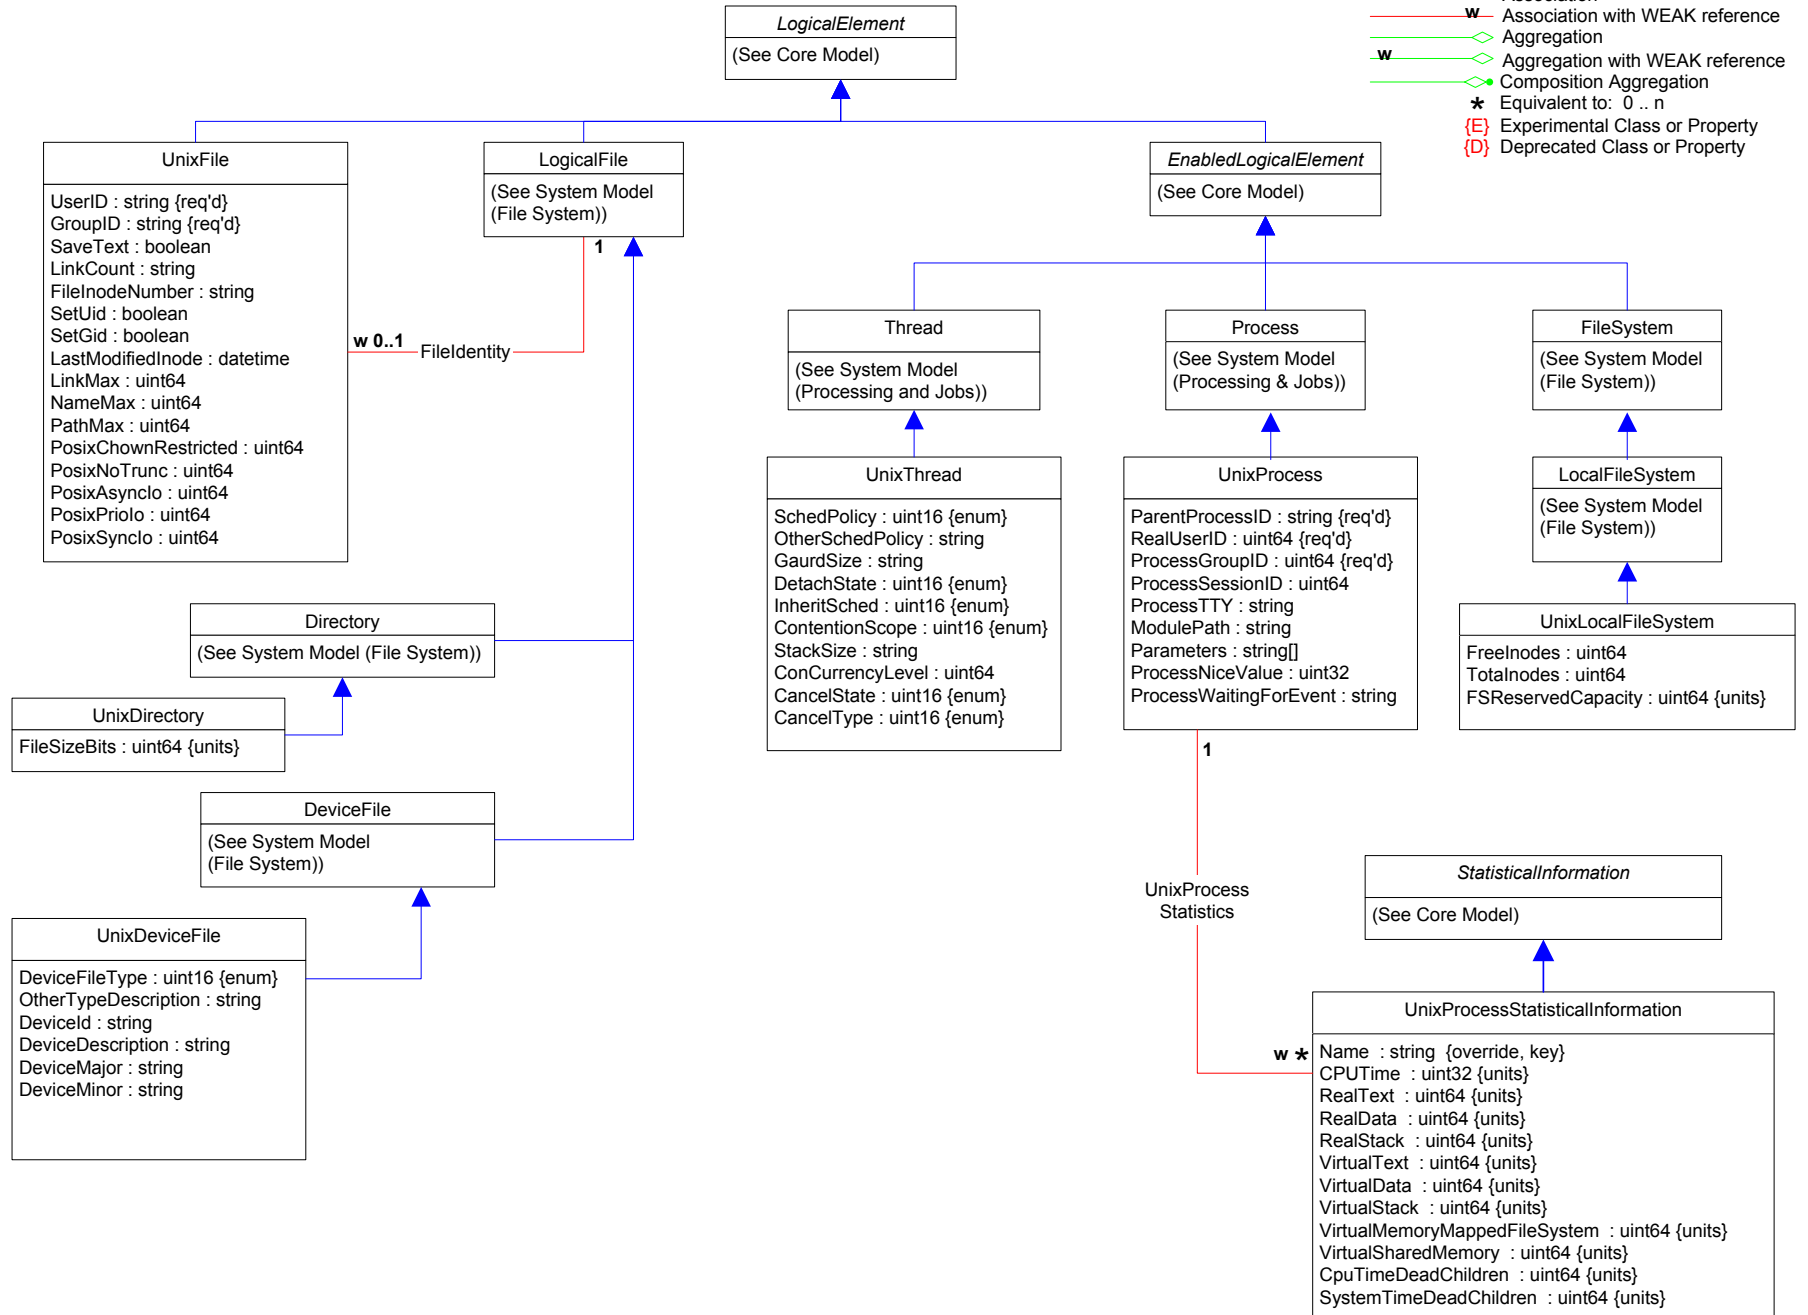 LogicalElement
(See Core Model)
Association
w Association with WEAK reference
Aggregation
w Aggregation with WEAK reference
Composition Aggregation
* Equivalent to: 0 .. n
{E} Experimental Class or Property
{D} Deprecated Class or Property
UnixFile
UserID : string {req'd}
GroupID : string {req'd}
SaveText : boolean
LinkCount : string
FileInodeNumber : string
SetUid : boolean
SetGid : boolean
LastModifiedInode : datetime
LinkMax : uint64
NameMax : uint64
PathMax : uint64
PosixChownRestricted : uint64
PosixNoTrunc : uint64
PosixAsyncIo : uint64
PosixPrioIo : uint64
PosixSyncIo : uint64
LogicalFile
(See System Model
(File System))
1
w 0..1
FileIdentity
EnabledLogicalElement
(See Core Model)
Thread
(See System Model
(Processing and Jobs))
Process
(See System Model
(Processing & Jobs))
FileSystem
(See System Model
(File System))
UnixThread
SchedPolicy : uint16 {enum}
OtherSchedPolicy : string
GaurdSize : string
DetachState : uint16 {enum}
InheritSched : uint16 {enum}
ContentionScope : uint16 {enum}
StackSize : string
ConCurrencyLevel : uint64
CancelState : uint16 {enum}
CancelType : uint16 {enum}
UnixProcess
ParentProcessID : string {req'd}
RealUserID : uint64 {req'd}
ProcessGroupID : uint64 {req'd}
ProcessSessionID : uint64
ProcessTTY : string
ModulePath : string
Parameters : string[]
ProcessNiceValue : uint32
ProcessWaitingForEvent : string
LocalFileSystem
(See System Model
(File System))
UnixLocalFileSystem
FreeInodes : uint64
TotalInodes : uint64
FSReservedCapacity : uint64 {units}
Directory
(See System Model (File System))
UnixDirectory
FileSizeBits : uint64 {units}
DeviceFile
(See System Model
(File System))
UnixDeviceFile
DeviceFileType : uint16 {enum}
OtherTypeDescription : string
DeviceId : string
DeviceDescription : string
DeviceMajor : string
DeviceMinor : string
1
UnixProcess
Statistics
w *
StatisticalInformation
(See Core Model)
UnixProcessStatisticalInformation
Name : string {override, key}
CPUTime : uint32 {units}
RealText : uint64 {units}
RealData : uint64 {units}
RealStack : uint64 {units}
VirtualText : uint64 {units}
VirtualData : uint64 {units}
VirtualStack : uint64 {units}
VirtualMemoryMappedFileSystem : uint64 {units}
VirtualSharedMemory : uint64 {units}
CpuTimeDeadChildren : uint64 {units}
SystemTimeDeadChildren : uint64 {units}